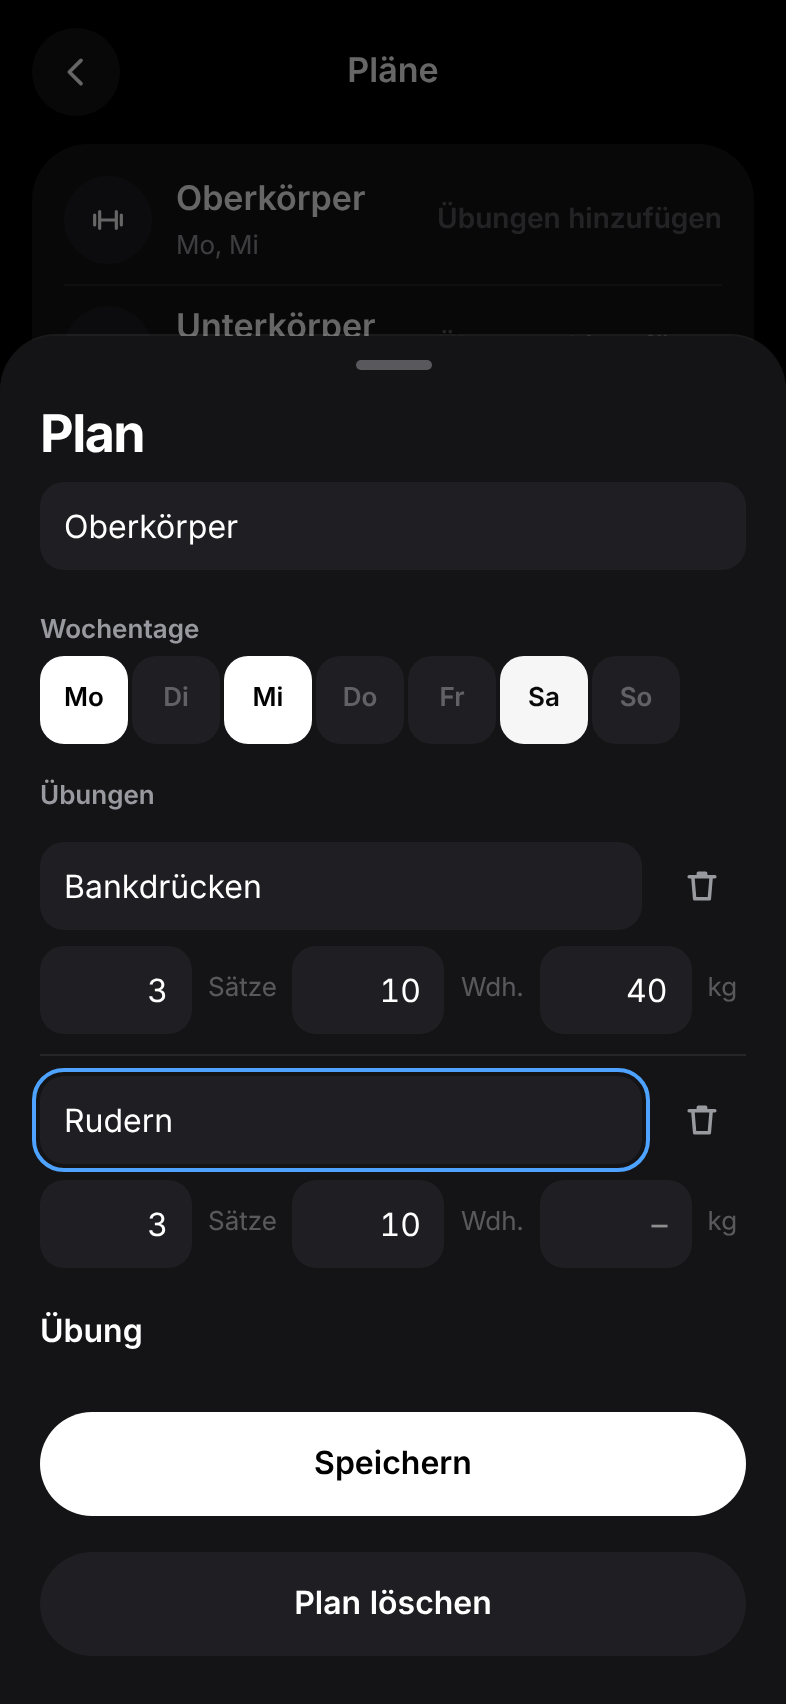 Pläne
Oberkörper
Übungen hinzufügen
Mo, Mi
Unterkörper
Plan
Oberkörper
Wochentage
Mo Di Mi Do Fr Sa So
Übungen
Bankdrücken
3 Sätze 10 Wdh. 40 kg
Rudern
3 Sätze 10 Wdh. – kg
Übung
Speichern
Plan löschen